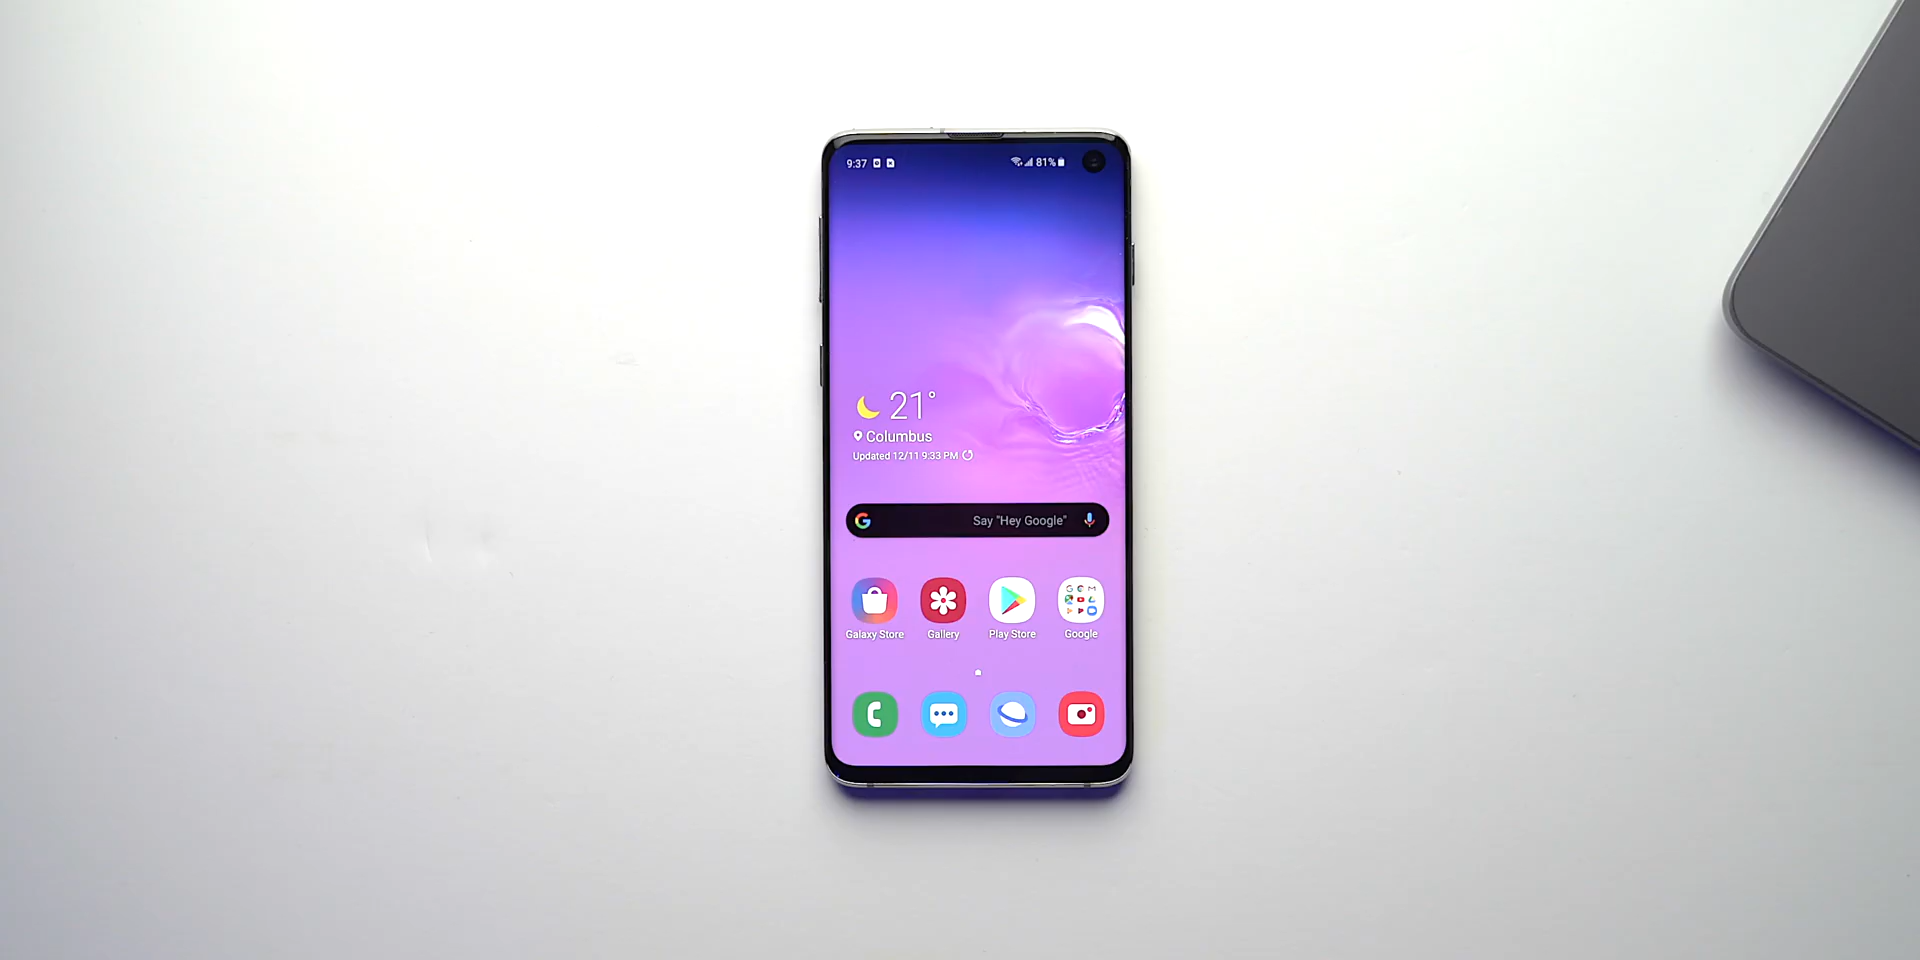 9:37
81%
21°
Columbus
Updated 12/11 9:33 PM
Say "Hey Google"
Galaxy Store
Gallery
Play Store
Google